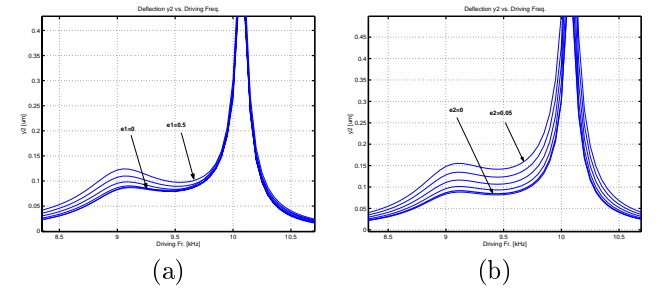 Deflection y2 vs. Driving Freq.
y2 [um]
0.4
0.35
0.3
0.25
0.2
0.15
0.1
0.05
0
e1=0
e1=0.5
8.5
9
9.5
10
10.5
Driving Fr. [kHz]
(a)
Deflection y2 vs. Driving Freq.
y2 [um]
0.45
0.4
0.35
0.3
0.25
0.2
0.15
0.1
0.05
0
e2=0
e2=0.05
8.5
9
9.5
10
10.5
Driving Fr. [kHz]
(b)